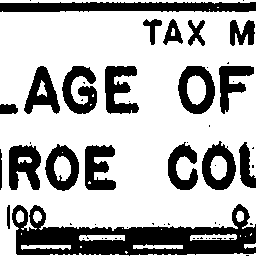 TAX M
LAGE OF
ROE COU
100 0